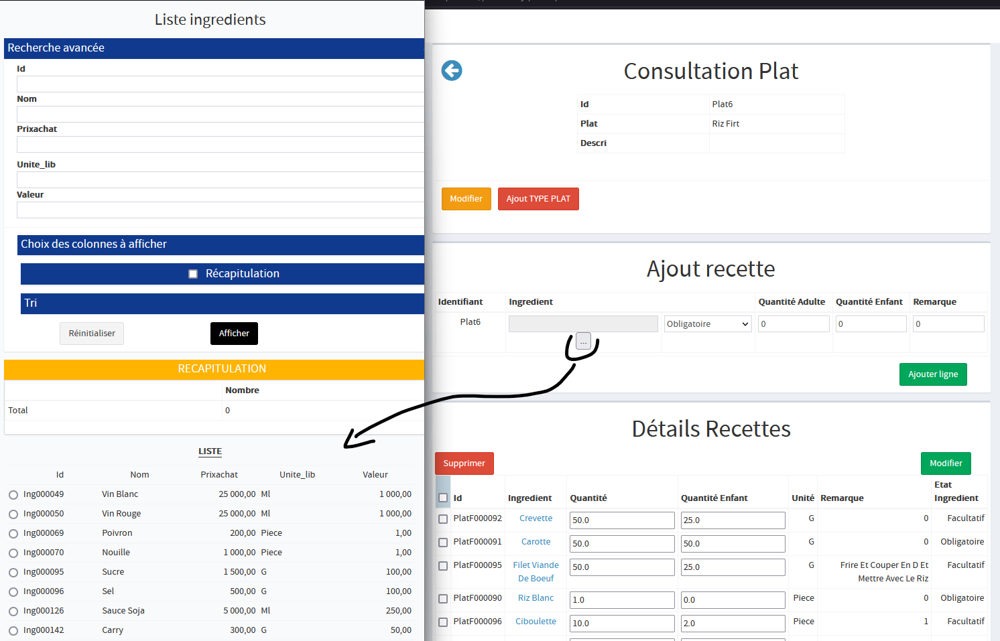 Liste ingredients
Recherche avancée
Id
Nom
Prixachat
Unite_lib
Valeur
Choix des colonnes à afficher
Récapitulation
Tri
Réinitialiser Afficher
RECAPITULATION
Nombre
Total 0
LISTE
Id Nom Prixachat Unite_lib Valeur
Ing000049 Vin Blanc 25 000,00 Ml 1 000,00
Ing000050 Vin Rouge 25 000,00 Ml 1 000,00
Ing000069 Poivron 200,00 Piece 1,00
Ing000070 Nouille 1 000,00 Piece 1,00
Ing000095 Sucre 1 500,00 G 100,00
Ing000096 Sel 500,00 G 100,00
Ing000126 Sauce Soja 5 000,00 Ml 250,00
Ing000142 Carry 300,00 G 50,00
Consultation Plat
Id Plat6
Plat Riz Firt
Descri
Modifier Ajout TYPE PLAT
Ajout recette
Identifiant Ingredient Quantité Adulte Quantité Enfant Remarque
Plat6 Obligatoire 0 0 0
...
Ajouter ligne
Détails Recettes
Supprimer Modifier
Id Ingredient Quantité Quantité Enfant Unité Remarque Etat Ingredient
PlatF000092 Crevette 50.0 25.0 G 0 Facultatif
PlatF000091 Carotte 50.0 50.0 G 0 Obligatoire
PlatF000095 Filet Viande De Boeuf 50.0 25.0 G Frire Et Couper En D Et Mettre Avec Le Riz Facultatif
PlatF000090 Riz Blanc 1.0 0.0 Piece 0 Obligatoire
PlatF000096 Ciboulette 10.0 2.0 Piece 1 Facultatif